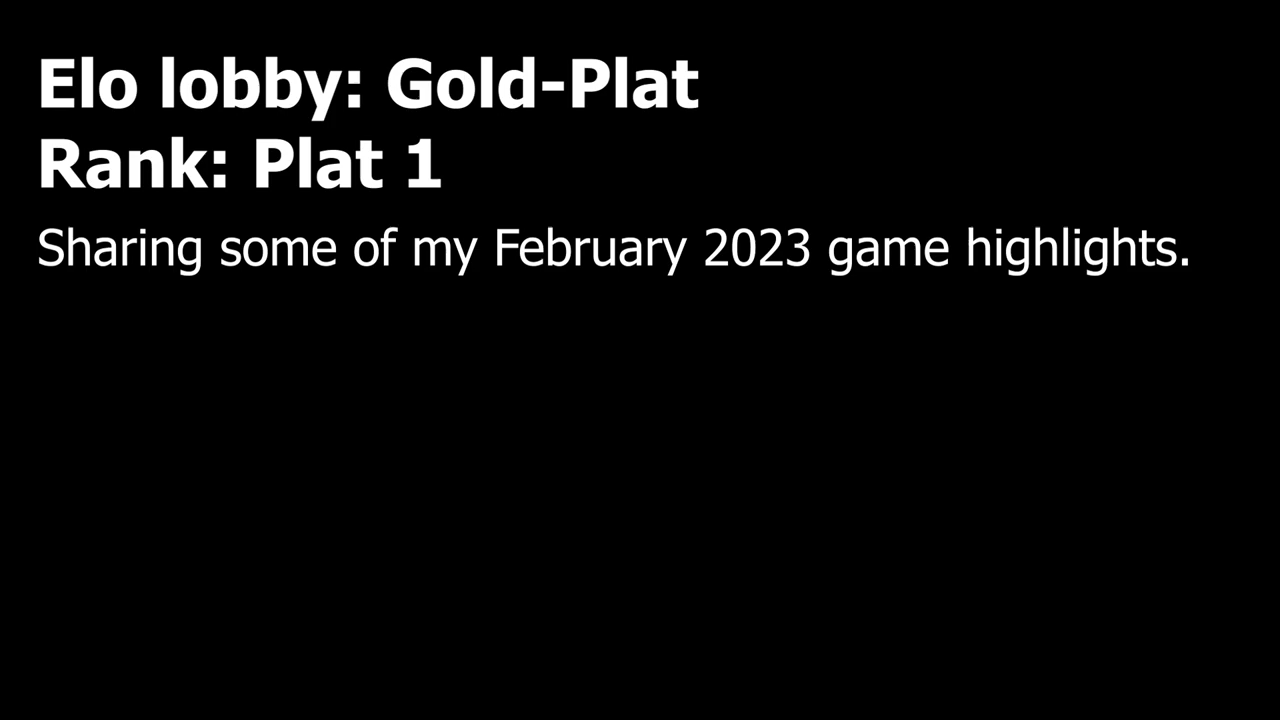 Elo lobby: Gold-Plat
Rank: Plat 1
Sharing some of my February 2023 game highlights.